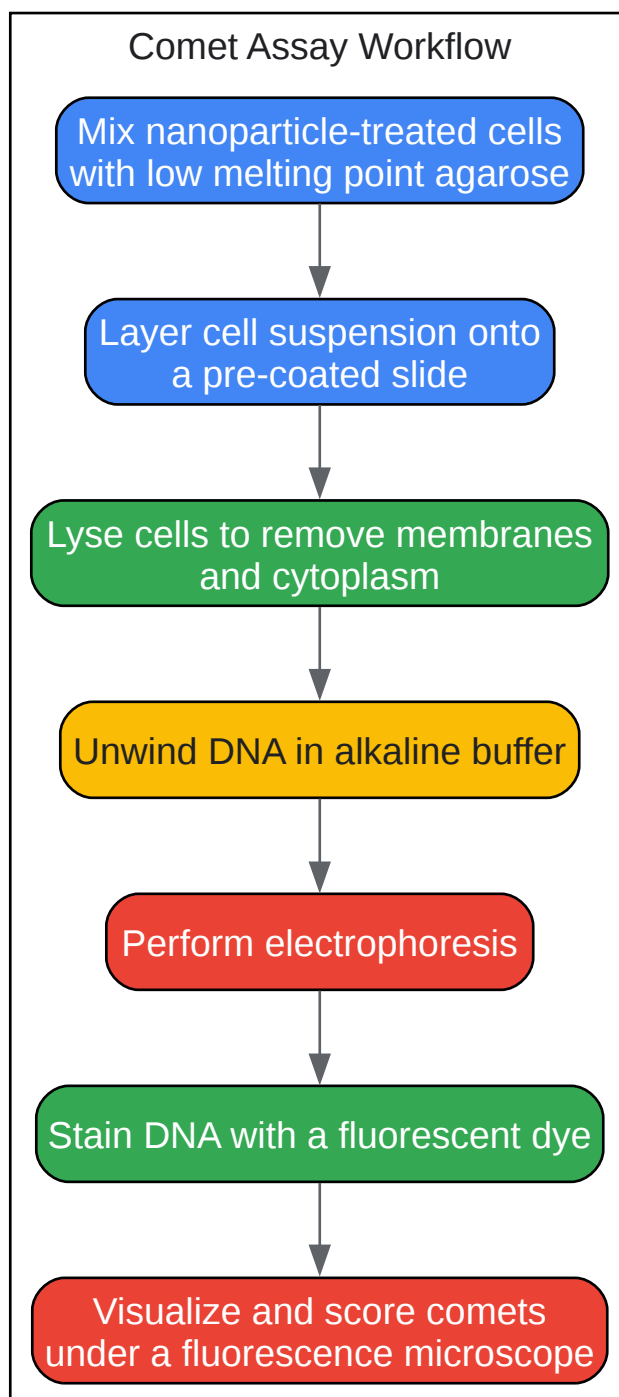 Comet Assay Workflow
Mix nanoparticle-treated cells
with low melting point agarose
Layer cell suspension onto
a pre-coated slide
Lyse cells to remove membranes
and cytoplasm
Unwind DNA in alkaline buffer
Perform electrophoresis
Stain DNA with a fluorescent dye
Visualize and score comets
under a fluorescence microscope